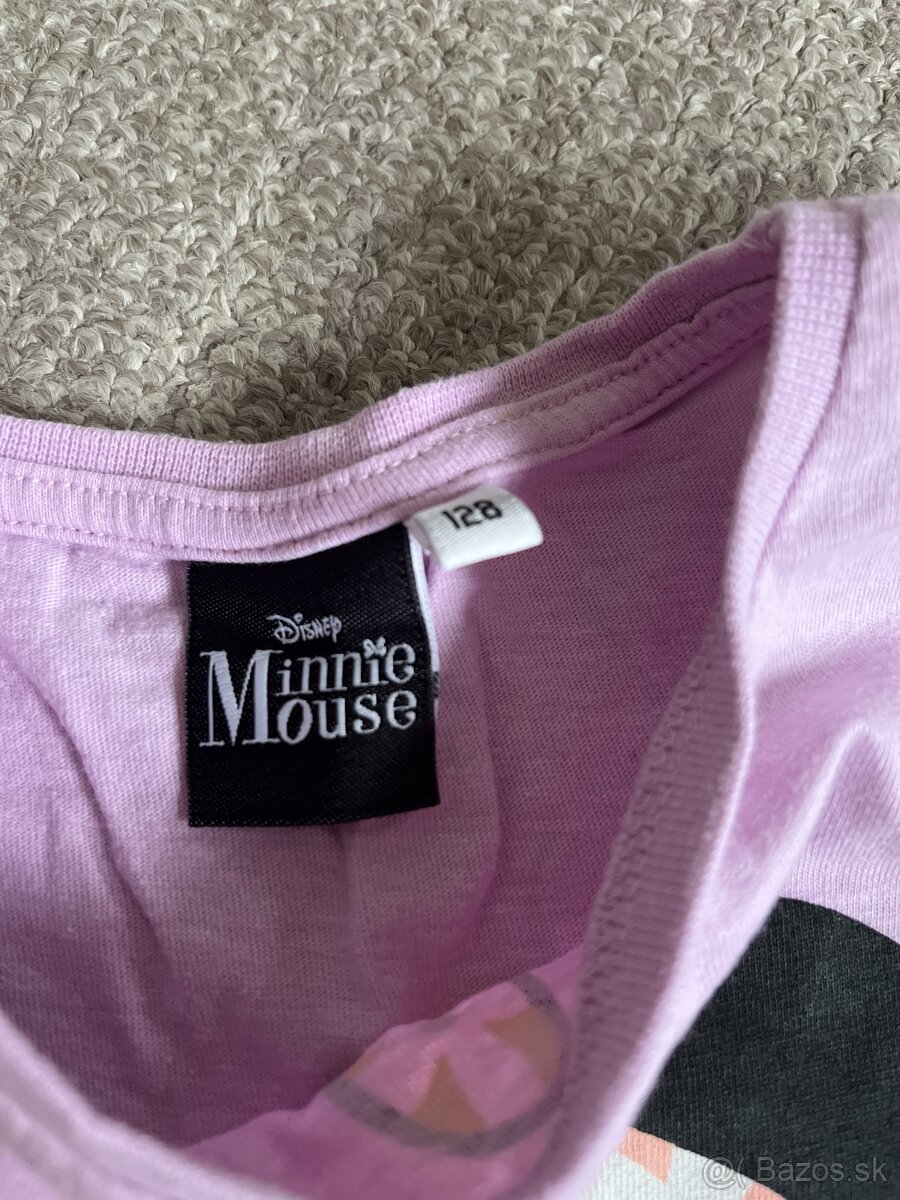 128
Disney
Minnie
Mouse
@( Bazos.sk